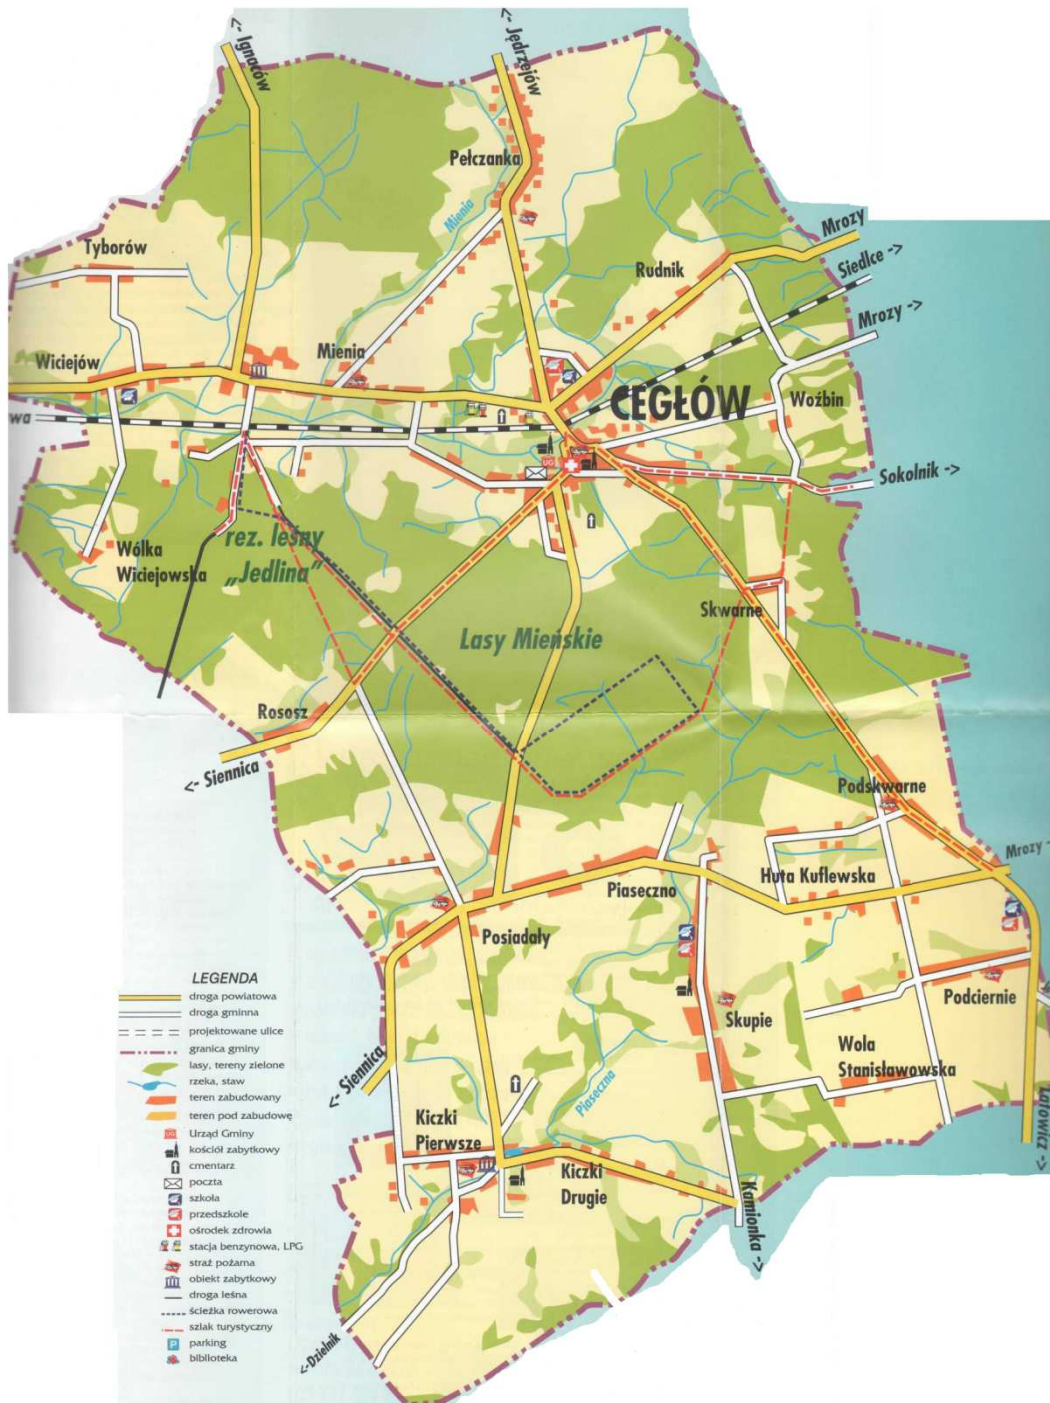 <- Ignaców
<- Jędrzejów
Pełczanka
Mienia
Mrozy
Tyborów
Rudnik
Siedlce ->
Mrozy ->
Wiciejów
Mienia
CEGŁÓW
Woźbin
wa
UG
Sokolnik ->
Wólka
Wiciejowska
rez. leśny
„Jedlina"
Lasy Mieńskie
Skwarne
Rososz
<- Siennica
Podskwarne
Mrozy -
Huta Kuflewska
Piaseczno
Posiadały
Podciernie
Skupie
Wola
Stanisławowska
<- Siennica
Piaseczna
Latowicz ->
Kiczki
Pierwsze
Kiczki
Drugie
Kamionka ->
<-Dzielnik
LEGENDA
droga powiatowa
droga gminna
projektowane ulice
granica gminy
lasy, tereny zielone
rzeka, staw
teren zabudowany
teren pod zabudowę
UG Urząd Gminy
kościół zabytkowy
cmentarz
poczta
szkoła
przedszkole
ośrodek zdrowia
stacja benzynowa, LPG
straż pożarna
obiekt zabytkowy
droga leśna
ścieżka rowerowa
szlak turystyczny
P parking
biblioteka